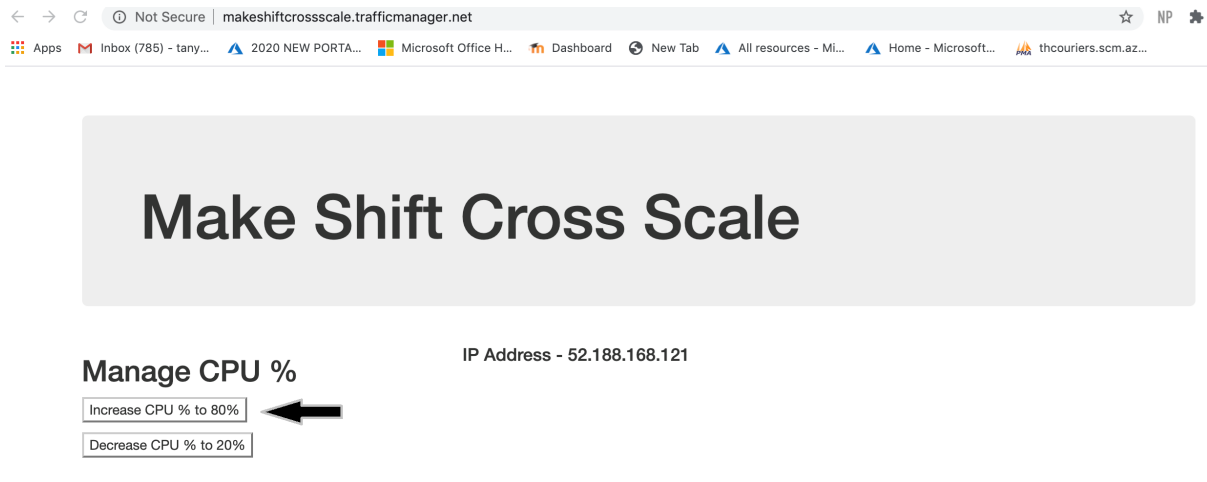 Not Secure | makeshiftcrossscale.trafficmanager.net NP
Apps Inbox (785) - tany... 2020 NEW PORTA... Microsoft Office H... Dashboard New Tab All resources - Mi... Home - Microsoft... PMA thcouriers.scm.az...
Make Shift Cross Scale
IP Address - 52.188.168.121
Manage CPU %
Increase CPU % to 80%
Decrease CPU % to 20%